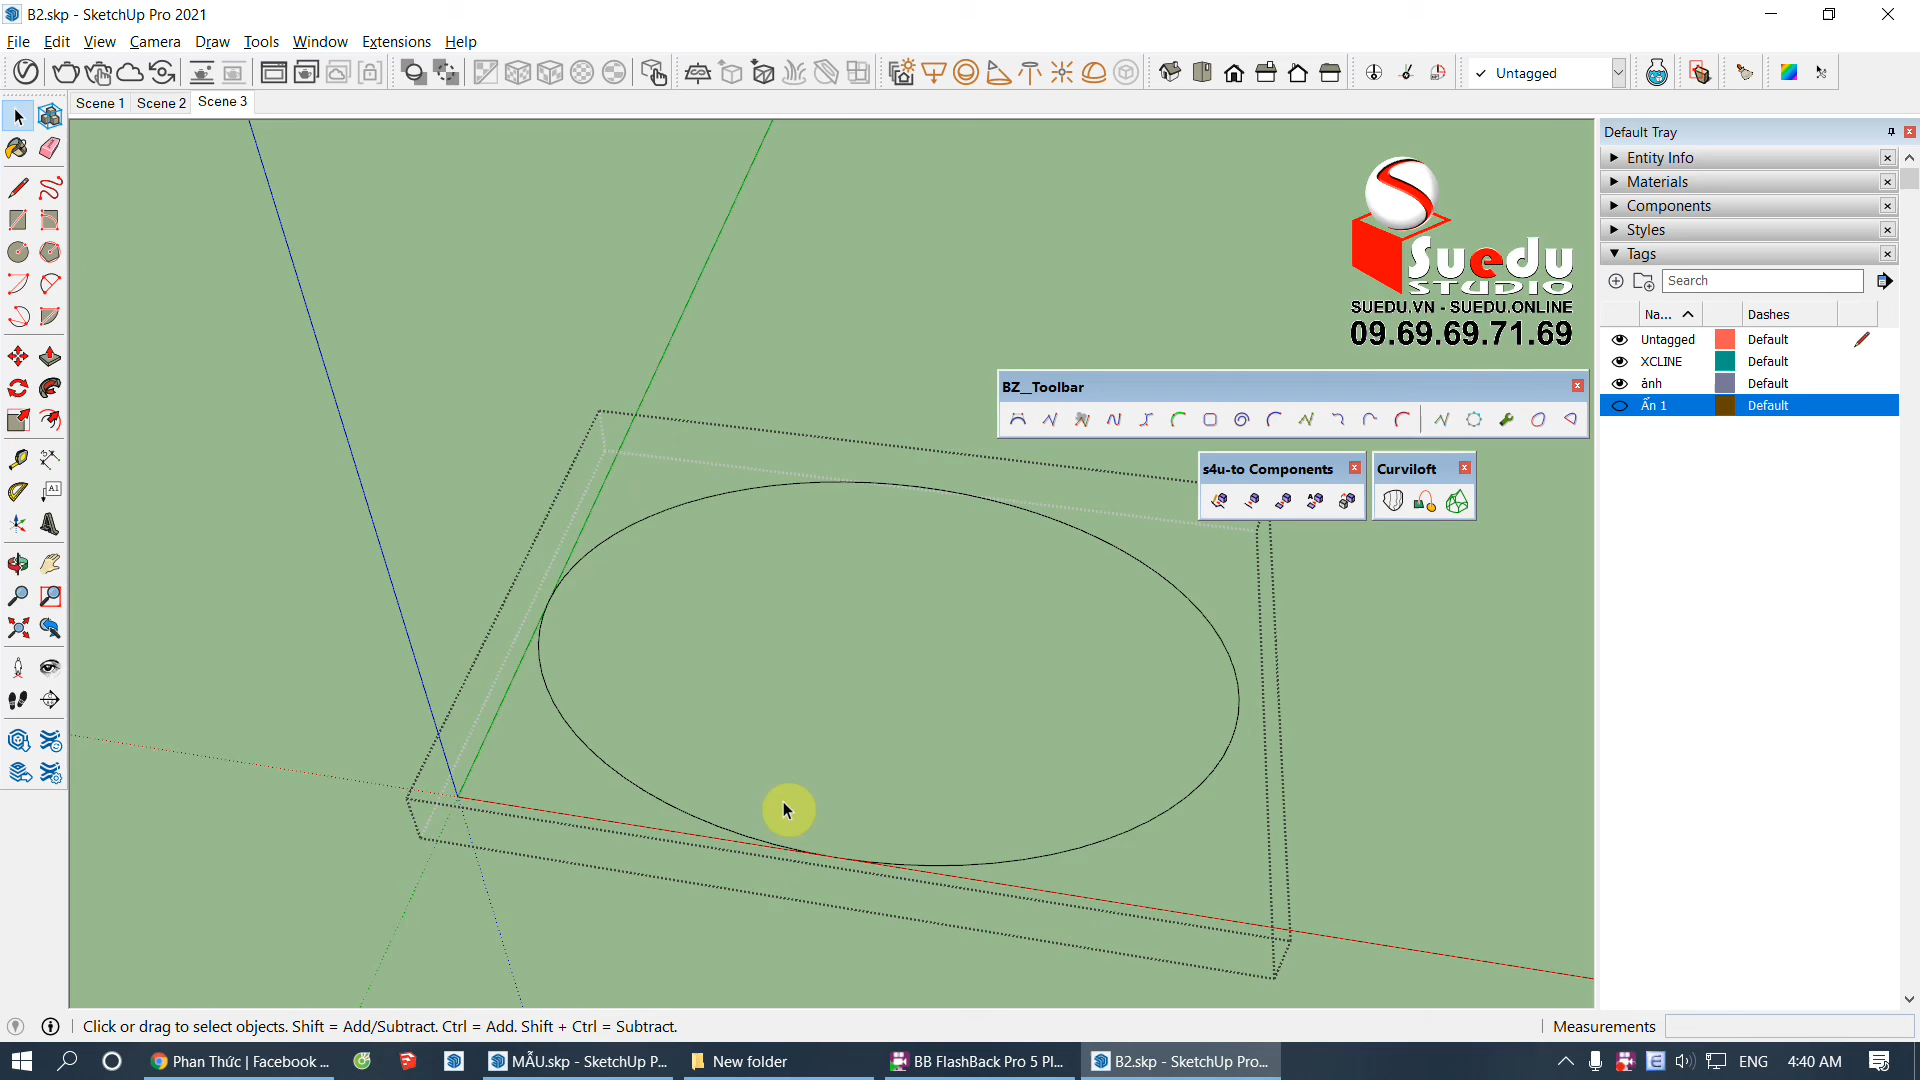 B2.skp - SketchUp Pro 2021
File Edit View Camera Draw Tools Window Extensions Help
Untagged
Scene 1 Scene 2 Scene 3
Default Tray
Entity Info
Materials
Components
Styles
Tags
Search
Na... Dashes
Untagged Default
XCLINE Default
ảnh Default
Ẩn 1 Default
Suedu
STUDIO
SUEDU.VN - SUEDU.ONLINE
09.69.69.71.69
BZ__Toolbar
s4u-to Components
Curviloft
Click or drag to select objects. Shift = Add/Subtract. Ctrl = Add. Shift + Ctrl = Subtract.
Measurements
Phan Thức | Facebook ...
MẪU.skp - SketchUp P...
New folder
BB FlashBack Pro 5 Pl...
B2.skp - SketchUp Pro...
ENG
4:40 AM